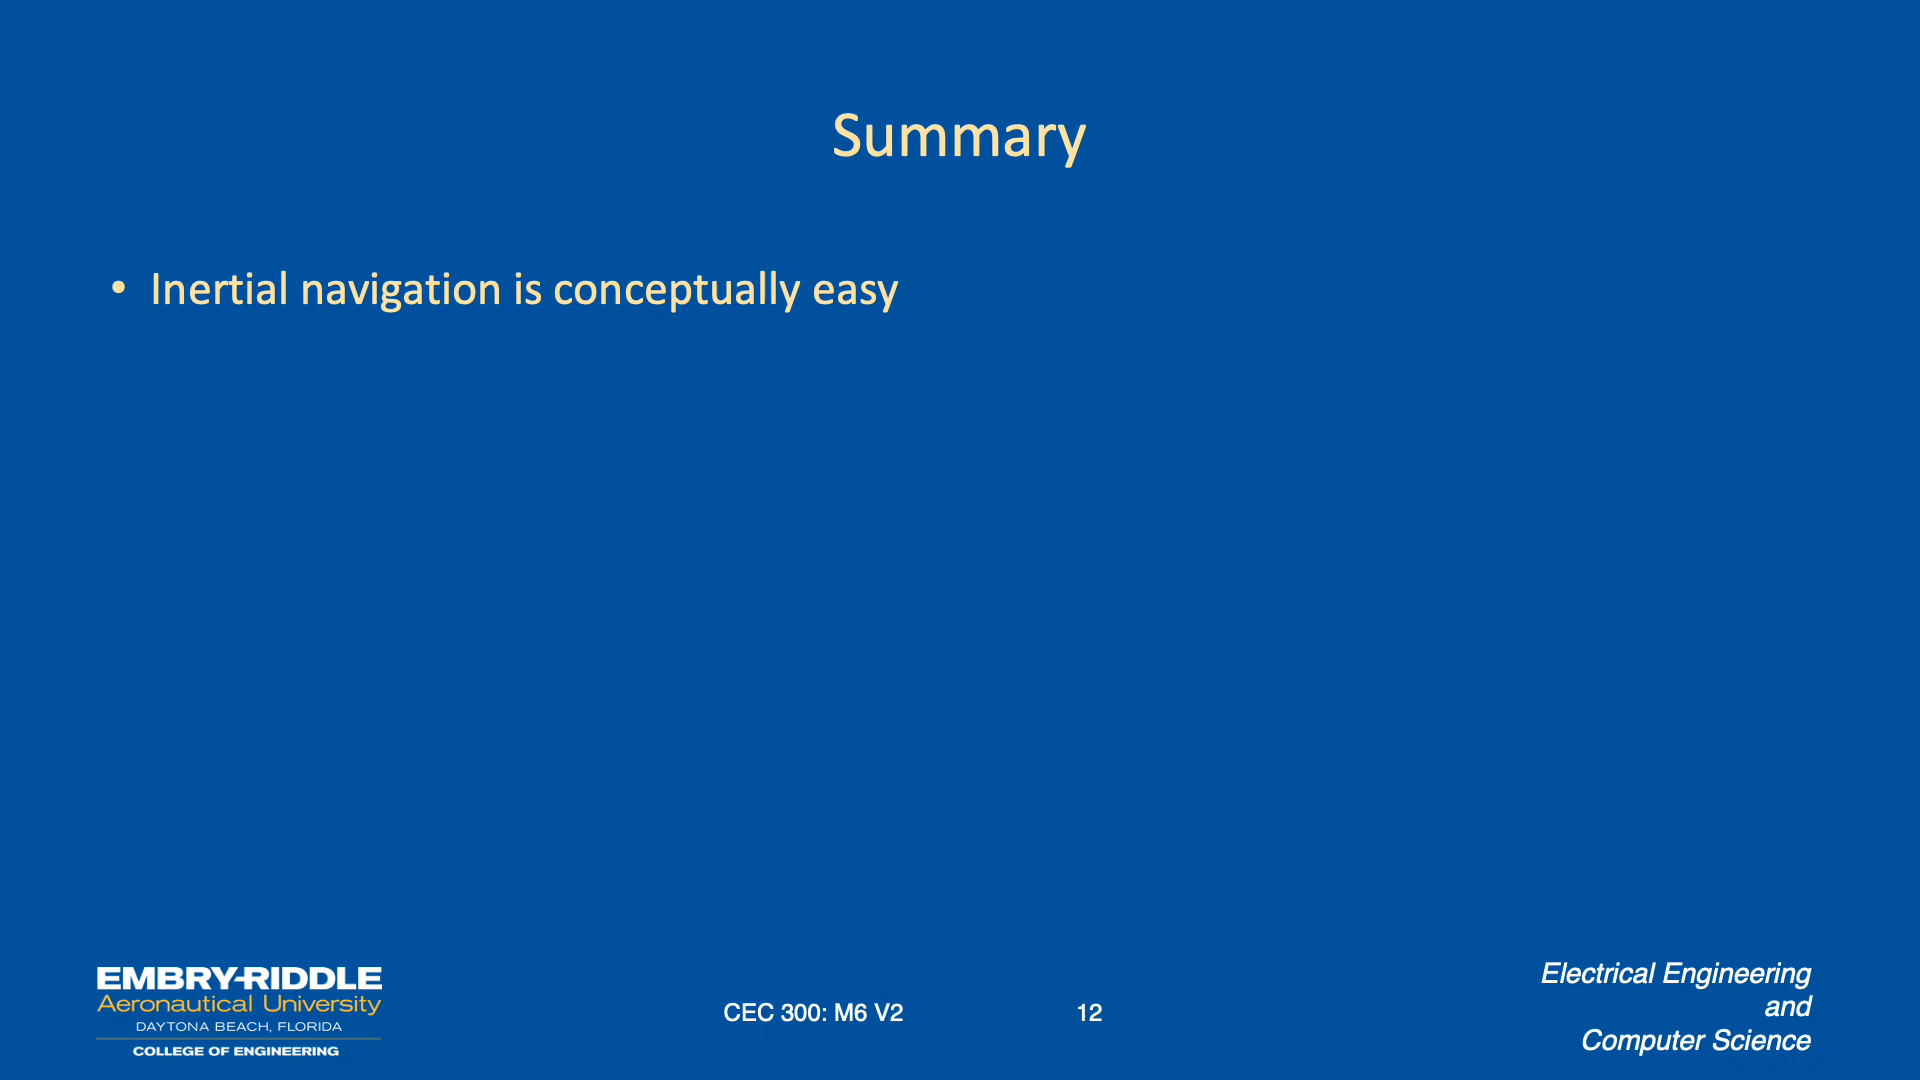 Summary
• Inertial navigation is conceptually easy
EMBRY-RIDDLE
Aeronautical University
DAYTONA BEACH, FLORIDA
COLLEGE OF ENGINEERING
CEC 300: M6 V2
12
Electrical Engineering
and
Computer Science